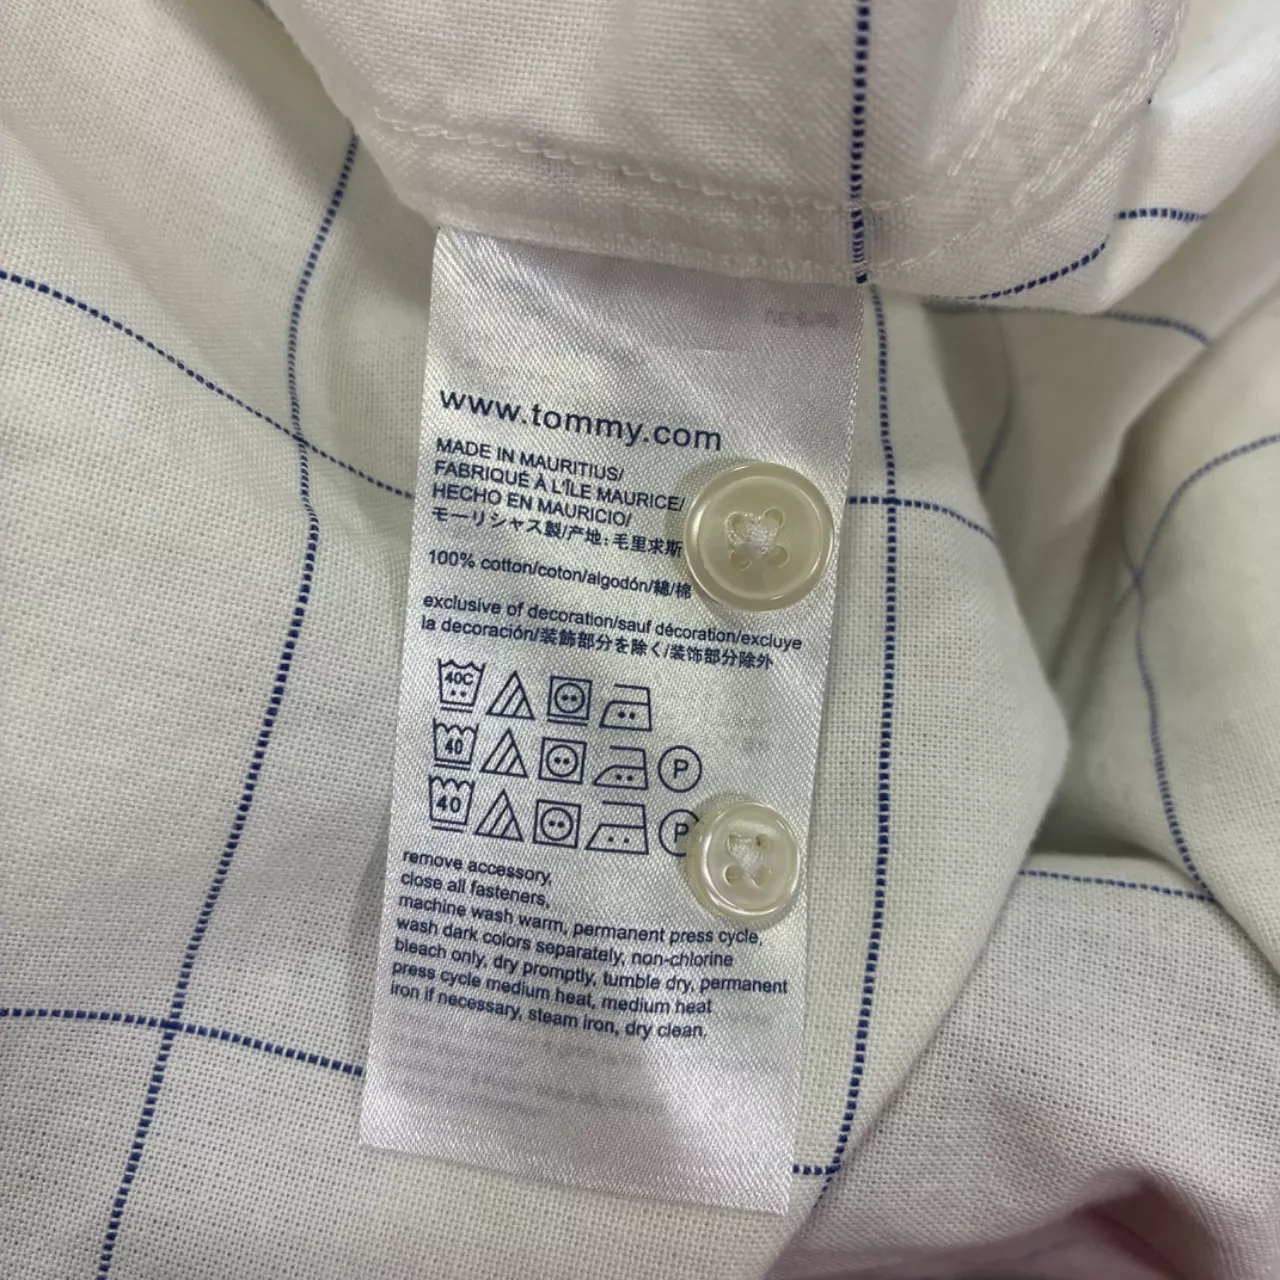 www.tommy.com
MADE IN MAURITIUS/
FABRIQUÉ À L'ÎLE MAURICE/
HECHO EN MAURICIO/
モーリシャス製/产地:毛里求斯
100% cotton/coton/algodón/綿/棉
exclusive of decoration/sauf décoration/excluye
la decoración/装飾部分を除く/装饰部分除外
40C
40 P
40 P
remove accessory,
close all fasteners,
machine wash warm, permanent press cycle,
wash dark colors separately, non-chlorine
bleach only, dry promptly, tumble dry, permanent
press cycle medium heat, medium heat
iron if necessary, steam iron, dry clean.